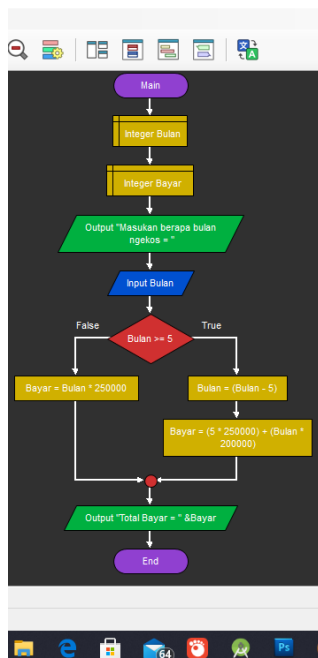 Main
Integer Bulan
Integer Bayar
Output "Masukan berapa bulan
ngekos = "
Input Bulan
False
True
Bulan >= 5
Bayar = Bulan * 250000
Bulan = (Bulan - 5)
Bayar = (5 * 250000) + (Bulan *
200000)
Output "Total Bayar = " &Bayar
End
64
Ps